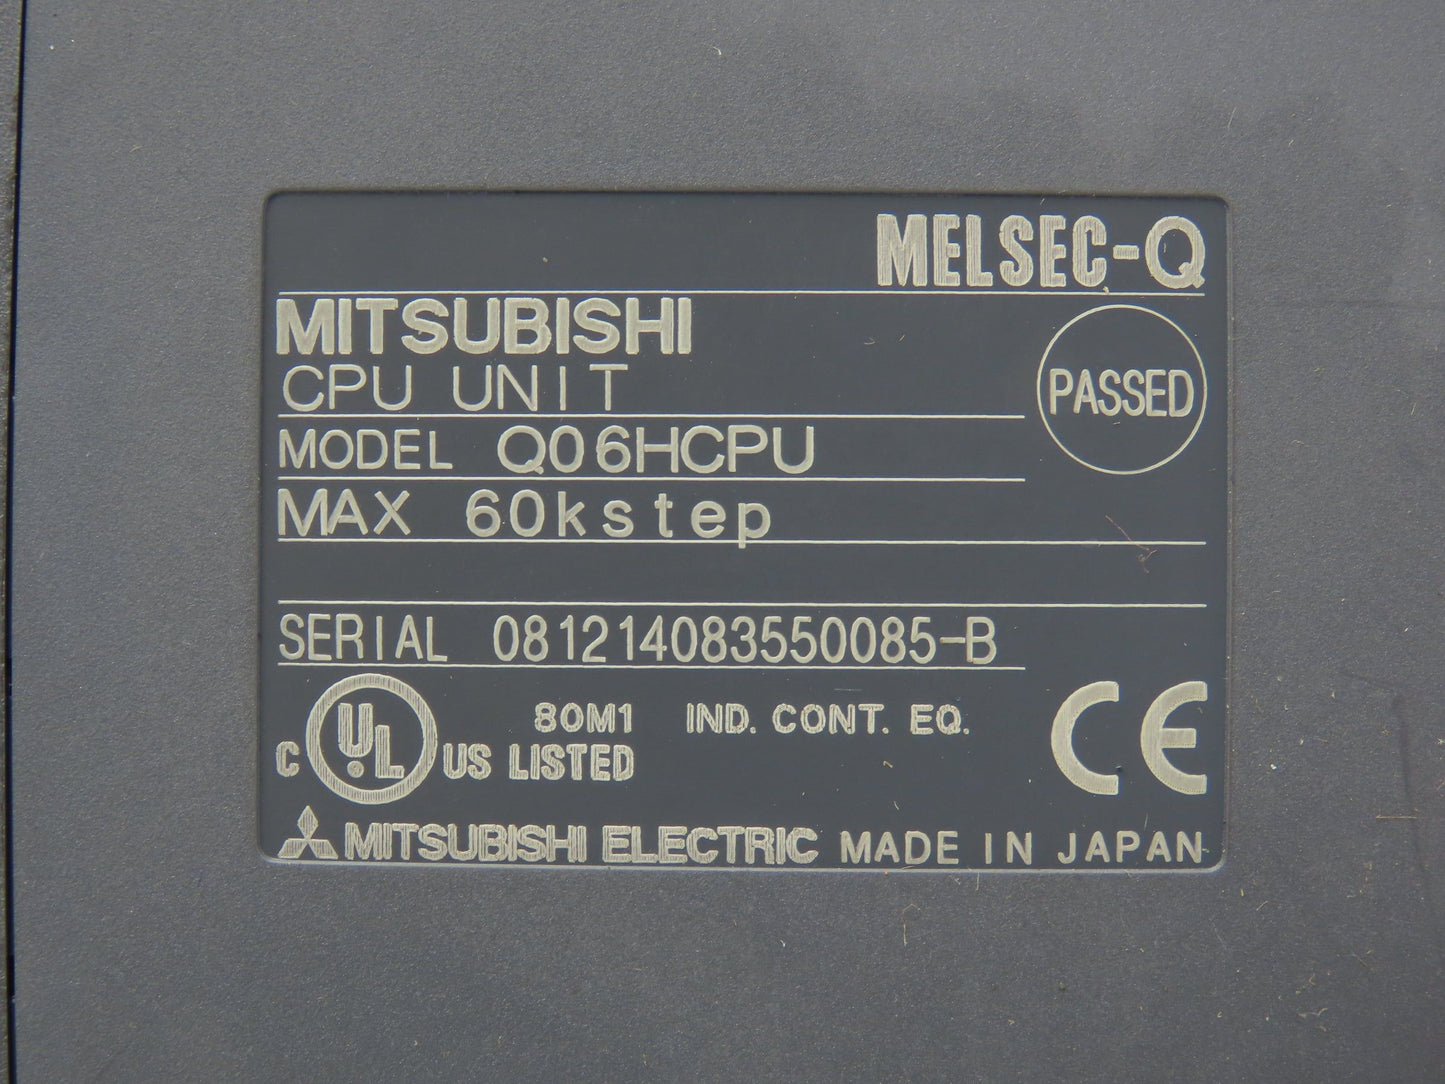 MELSEC-Q
MITSUBISHI
CPU UNIT
PASSED
MODEL Q06HCPU
MAX 60kstep
SERIAL 081214083550085-B
C UL US LISTED 80M1 IND. CONT. EQ.
CE
MITSUBISHI ELECTRIC MADE IN JAPAN